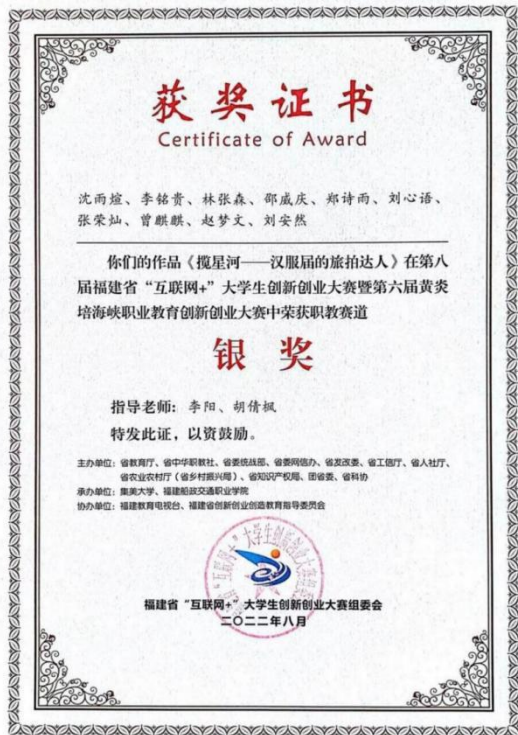 获奖证书
Certificate of Award
沈雨煊、李铭贵、林张森、邵威庆、郑诗雨、刘心语、
张荣灿、曾麒麒、赵梦文、刘安然
你们的作品《揽星河——汉服届的旅拍达人》在第八
届福建省“互联网+”大学生创新创业大赛暨第六届黄炎
培海峡职业教育创新创业大赛中荣获职教赛道
银奖
指导老师：李阳、胡倩枫
特发此证，以资鼓励。
主办单位：省教育厅、省中华职教社、省委统战部、省委网信办、省发改委、省工信厅、省人社厅、
省农业农村厅（省乡村振兴局）、省知识产权局、团省委、省科协
承办单位：集美大学、福建船政交通职业学院
协办单位：福建教育电视台、福建省创新创业创造教育指导委员会
福建省“互联网+”大学生创新创业大赛组委会
二〇二二年八月